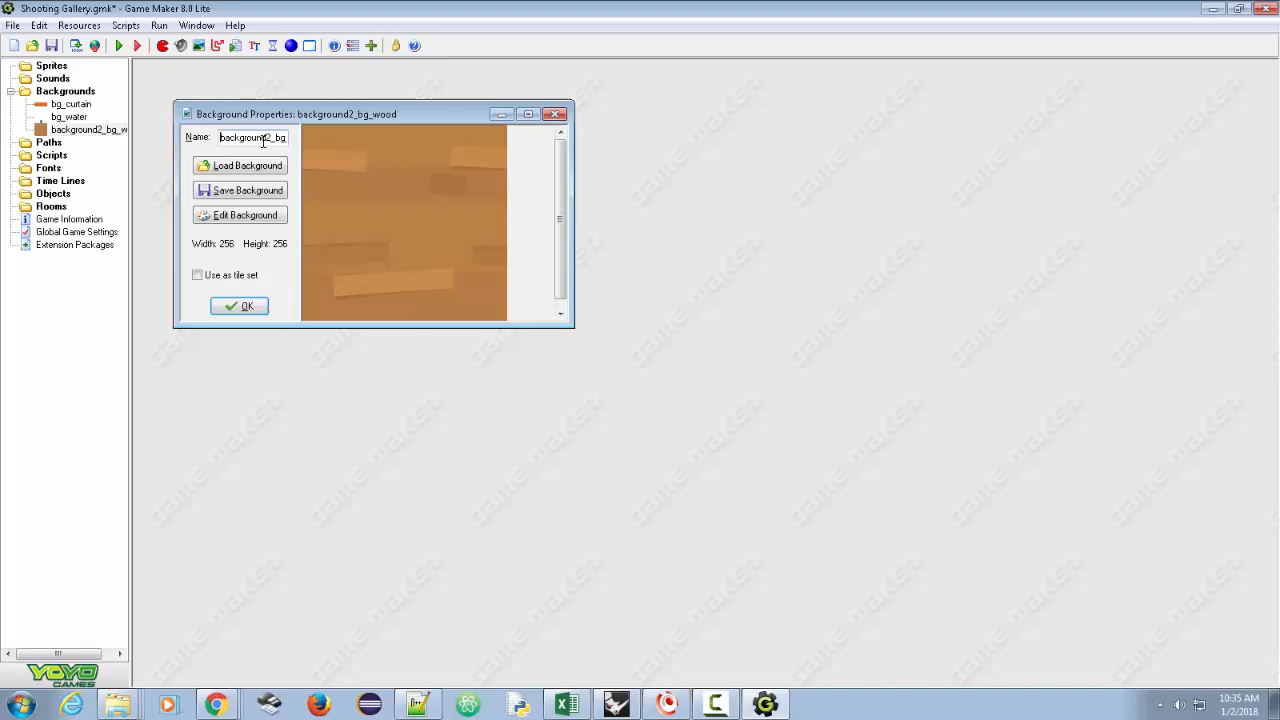 Shooting Gallery.gmk* - Game Maker 8.0 Lite
File Edit Resources Scripts Run Window Help
Sprites
Sounds
Backgrounds
bg_curtain
bg_water
background2_bg_w
Paths
Scripts
Fonts
Time Lines
Objects
Rooms
Game Information
Global Game Settings
Extension Packages
Background Properties: background2_bg_wood
Name: background2_bg
Load Background
Save Background
Edit Background
Width: 256 Height: 256
Use as tile set
OK
YOYO
GAMES
10:35 AM
1/2/2018